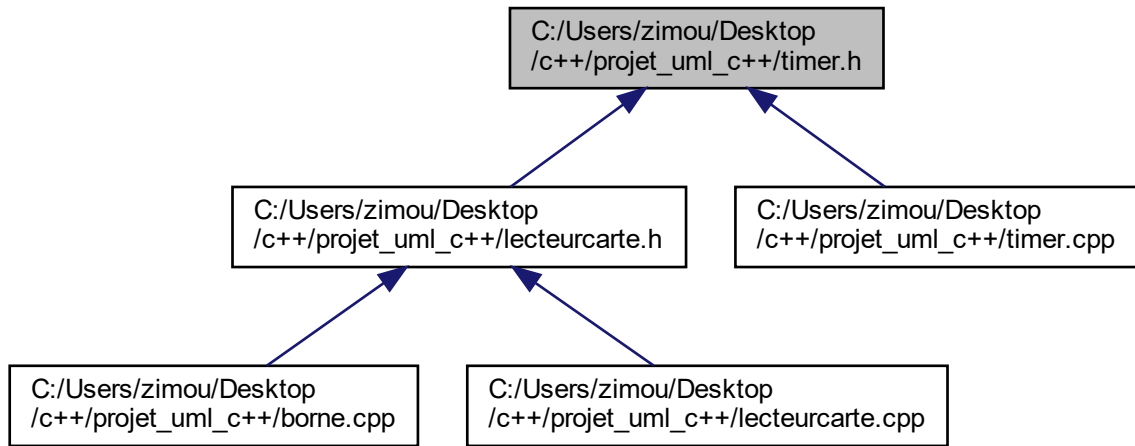 C:/Users/zimou/Desktop
/c++/projet_uml_c++/timer.h
C:/Users/zimou/Desktop
/c++/projet_uml_c++/lecteurcarte.h
C:/Users/zimou/Desktop
/c++/projet_uml_c++/timer.cpp
C:/Users/zimou/Desktop
/c++/projet_uml_c++/borne.cpp
C:/Users/zimou/Desktop
/c++/projet_uml_c++/lecteurcarte.cpp